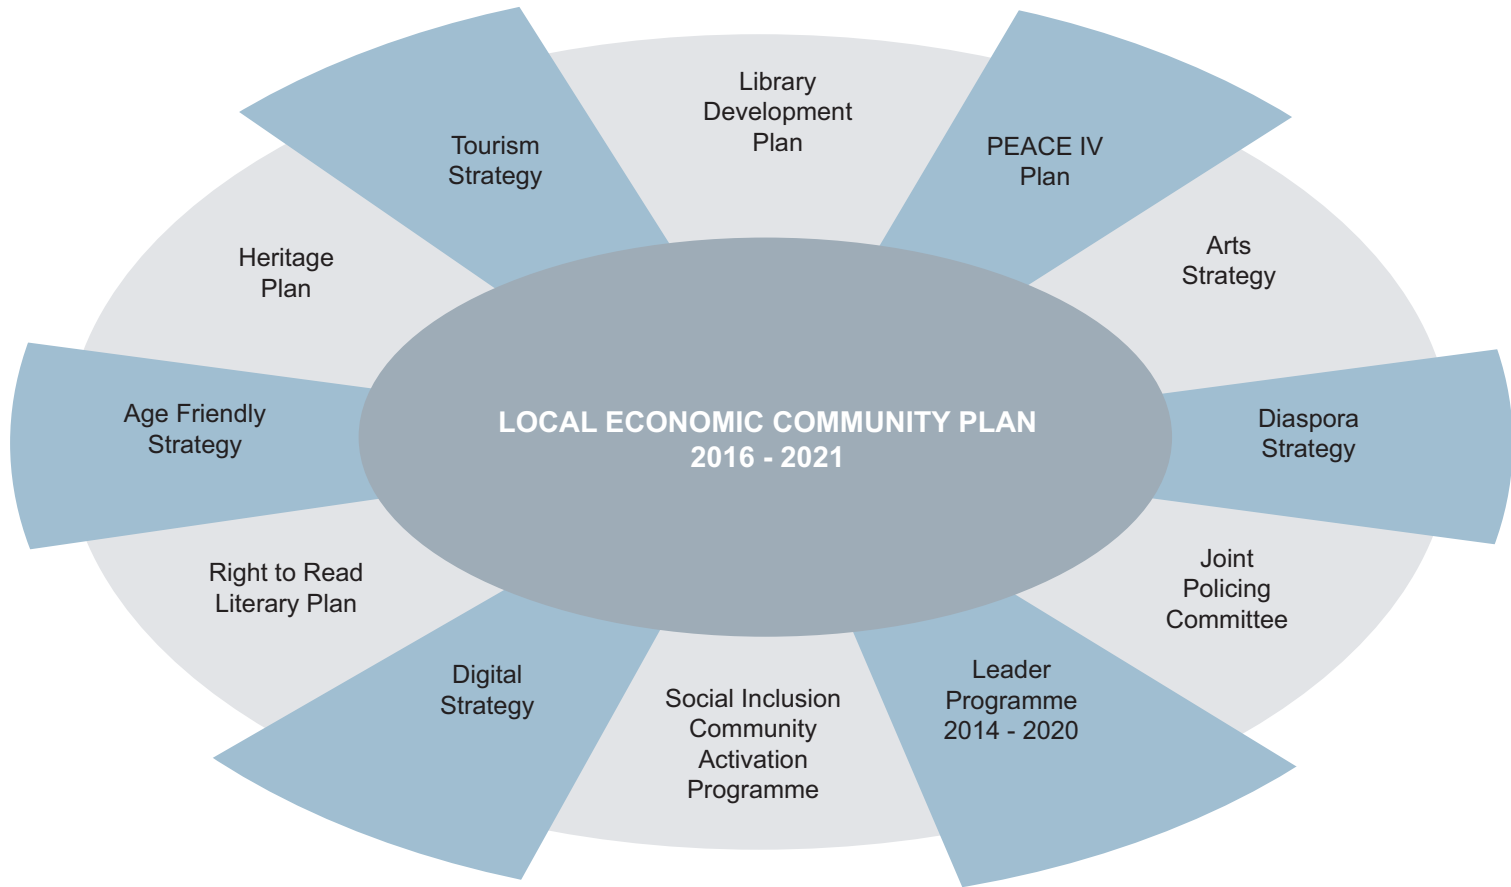 Library
Development
Plan
PEACE IV
Plan
Arts
Strategy
Diaspora
Strategy
Joint
Policing
Committee
Leader
Programme
2014 - 2020
Social Inclusion
Community
Activation
Programme
Digital
Strategy
Right to Read
Literary Plan
Age Friendly
Strategy
Heritage
Plan
Tourism
Strategy
LOCAL ECONOMIC COMMUNITY PLAN
2016 - 2021